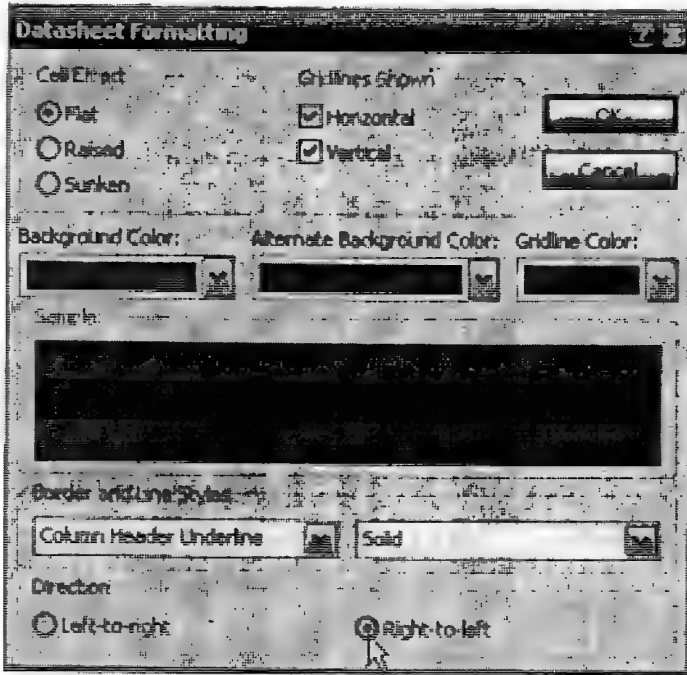 Datasheet Formatting
Cell Effect
Gridlines Shown
Flat
Horizontal
OK
Raised
Vertical
Cancel
Sunken
Background Color:
Alternate Background Color:
Gridline Color:
Sample:
Border and Line Styles
Column Header Underline
Solid
Direction
Left-to-right
Right-to-left